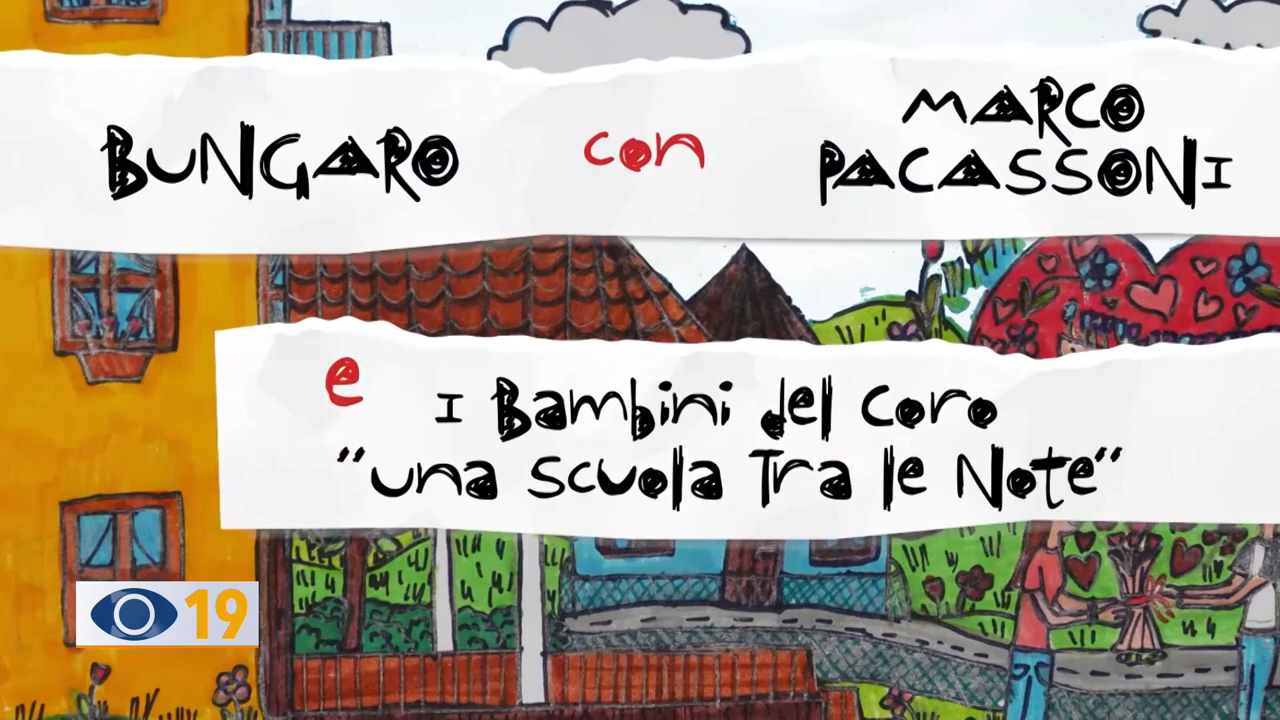 BUNGARO con MARCO PACASSONI
e I Bambini del Coro
"una Scuola Tra le Note"
19